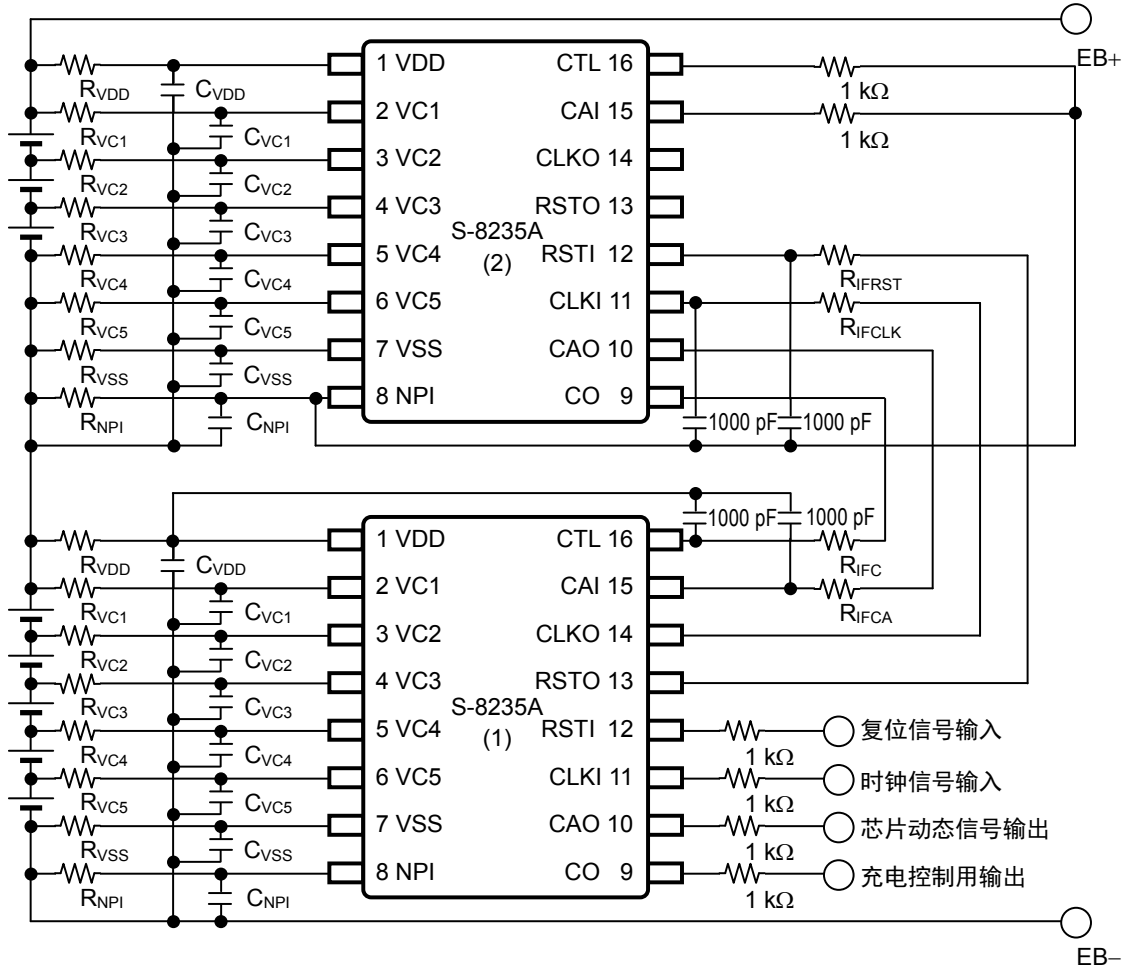 EB+
1 VDD
CTL 16
RVDD
CVDD
1 kΩ
2 VC1
CAI 15
RVC1
CVC1
1 kΩ
3 VC2
CLKO 14
RVC2
CVC2
4 VC3
RSTO 13
RVC3
CVC3
S-8235A
(2)
5 VC4
RSTI 12
RVC4
CVC4
RIFRST
6 VC5
CLKI 11
RVC5
CVC5
RIFCLK
7 VSS
CAO 10
RVSS
CVSS
8 NPI
CO 9
RNPI
CNPI
1000 pF
1000 pF
1000 pF
1000 pF
1 VDD
CTL 16
RVDD
CVDD
RIFC
2 VC1
CAI 15
RVC1
CVC1
RIFCA
3 VC2
CLKO 14
RVC2
CVC2
4 VC3
RSTO 13
RVC3
CVC3
S-8235A
(1)
5 VC4
RSTI 12
复位信号输入
RVC4
CVC4
1 kΩ
6 VC5
CLKI 11
时钟信号输入
RVC5
CVC5
1 kΩ
7 VSS
CAO 10
芯片动态信号输出
RVSS
CVSS
1 kΩ
8 NPI
CO 9
充电控制用输出
RNPI
CNPI
1 kΩ
EB−